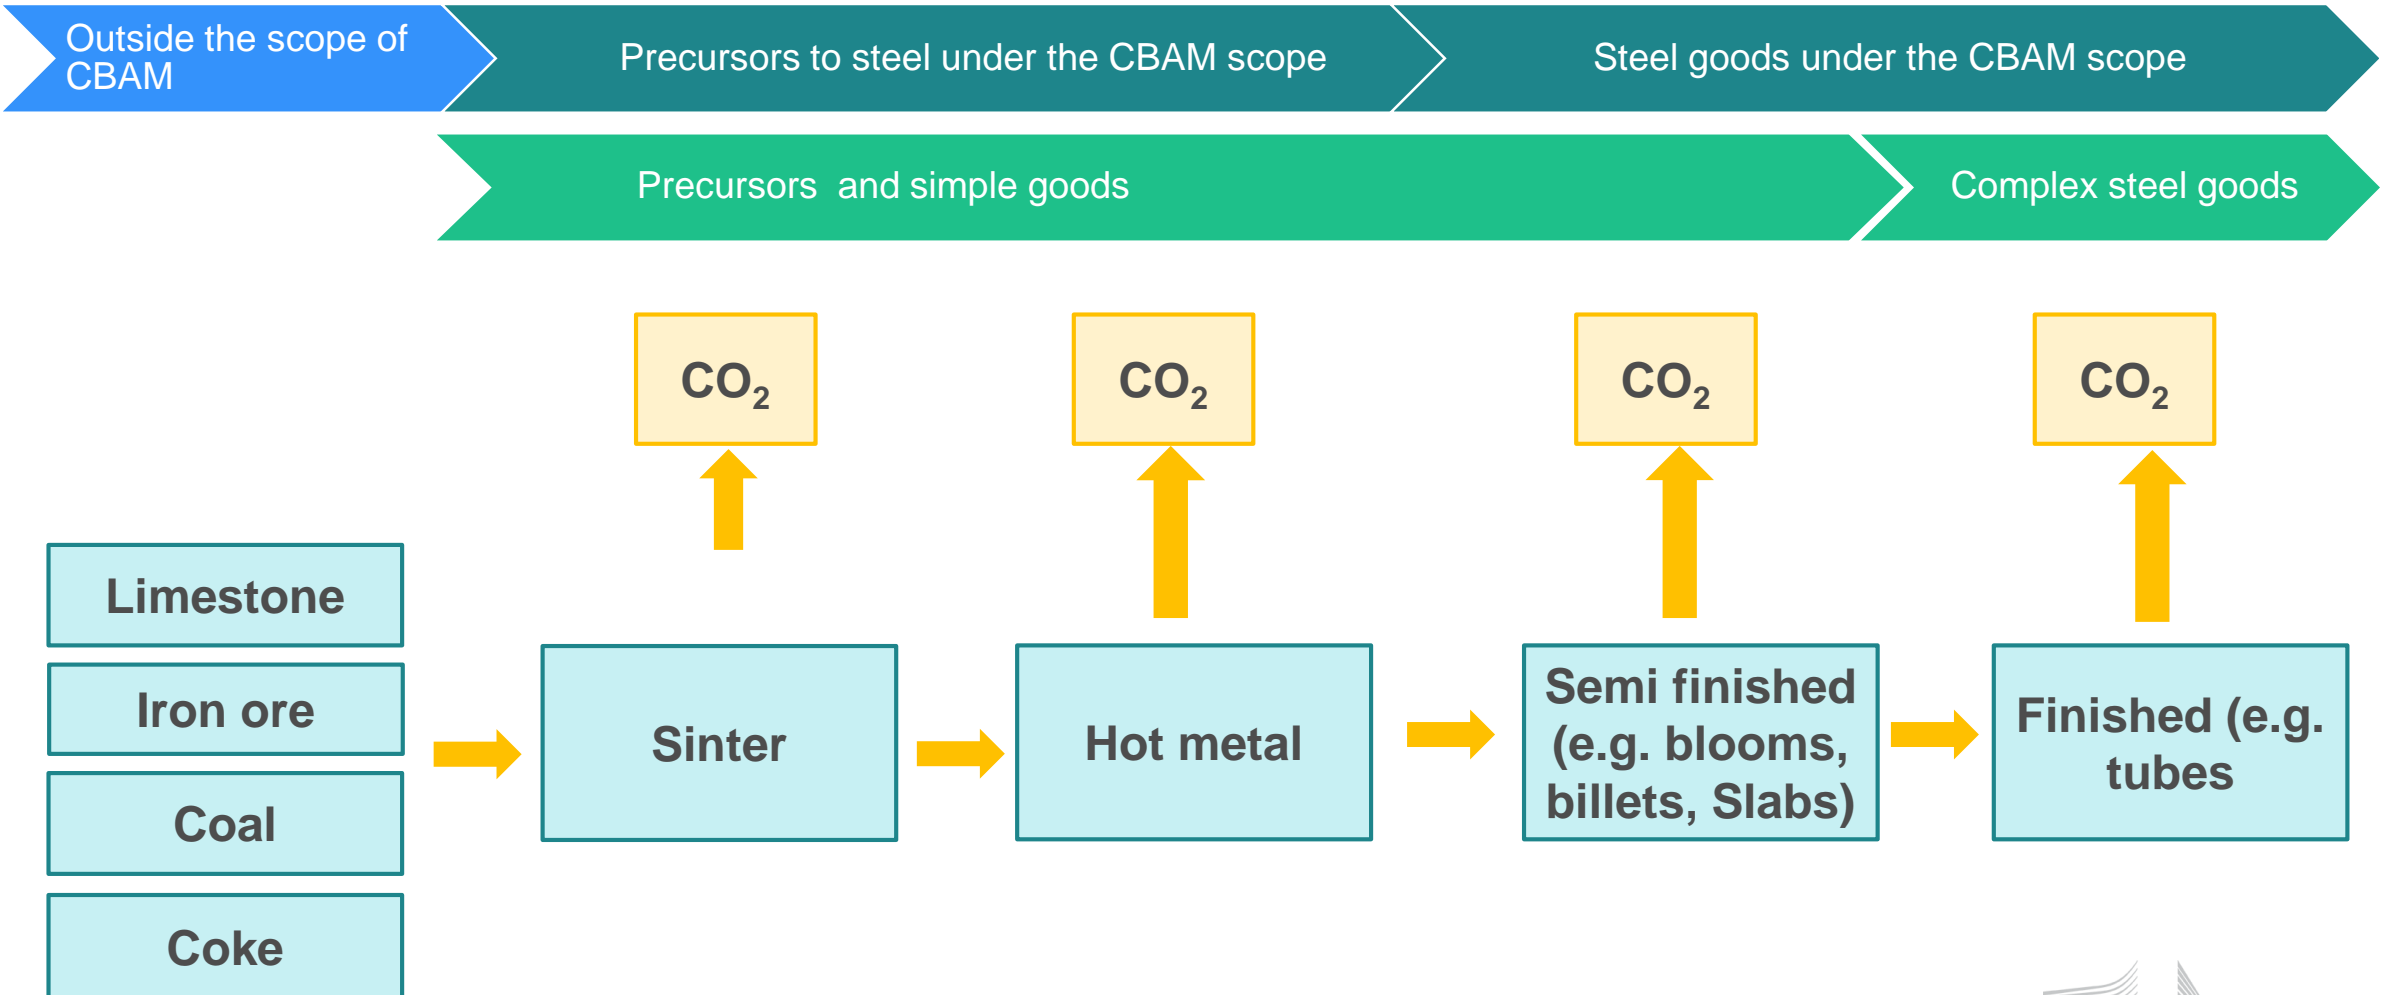 Outside the scope of
CBAM
Precursors to steel under the CBAM scope
Steel goods under the CBAM scope
Precursors  and simple goods
Complex steel goods
CO₂
CO₂
CO₂
CO₂
Limestone
Iron ore
Coal
Coke
Sinter
Hot metal
Semi finished
(e.g. blooms,
billets, Slabs)
Finished (e.g.
tubes